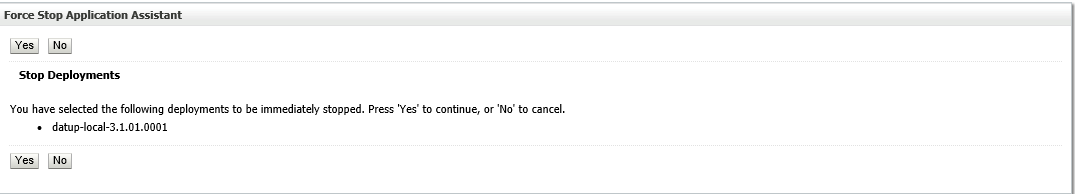 Force Stop Application Assistant
Yes No
Stop Deployments
You have selected the following deployments to be immediately stopped. Press 'Yes' to continue, or 'No' to cancel.
• datup-local-3.1.01.0001
Yes No